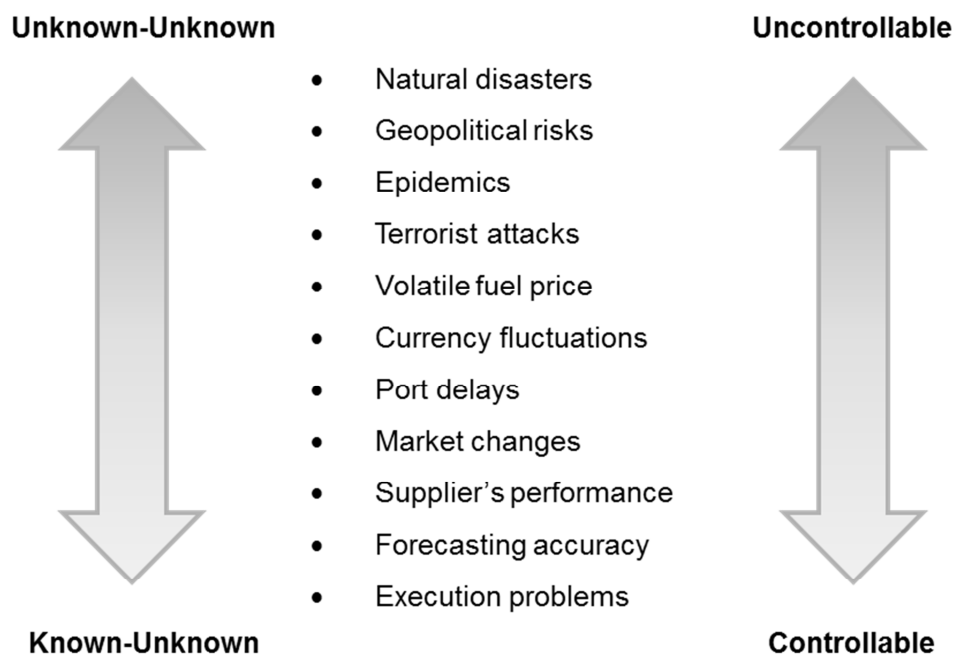 Unknown-Unknown Uncontrollable
• Natural disasters
• Geopolitical risks
• Epidemics
• Terrorist attacks
• Volatile fuel price
• Currency fluctuations
• Port delays
• Market changes
• Supplier’s performance
• Forecasting accuracy
• Execution problems
Known-Unknown Controllable